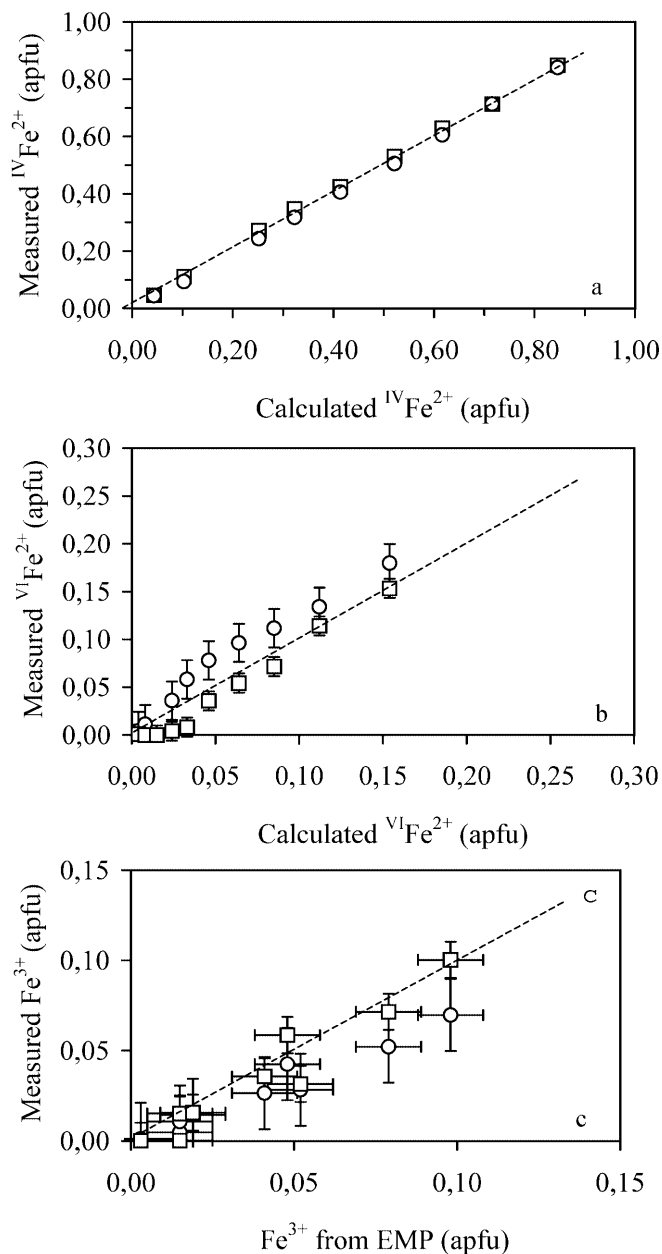 1,00
0,80
0,60
0,40
0,20
0,00
Measured IVFe2+ (apfu)
a
0,00 0,20 0,40 0,60 0,80 1,00
Calculated IVFe2+ (apfu)
0,30
0,25
0,20
0,15
0,10
0,05
0,00
Measured VIFe2+ (apfu)
b
0,00 0,05 0,10 0,15 0,20 0,25 0,30
Calculated VIFe2+ (apfu)
0,15
0,10
0,05
0,00
Measured Fe3+ (apfu)
c
c
0,00 0,05 0,10 0,15
Fe3+ from EMP (apfu)